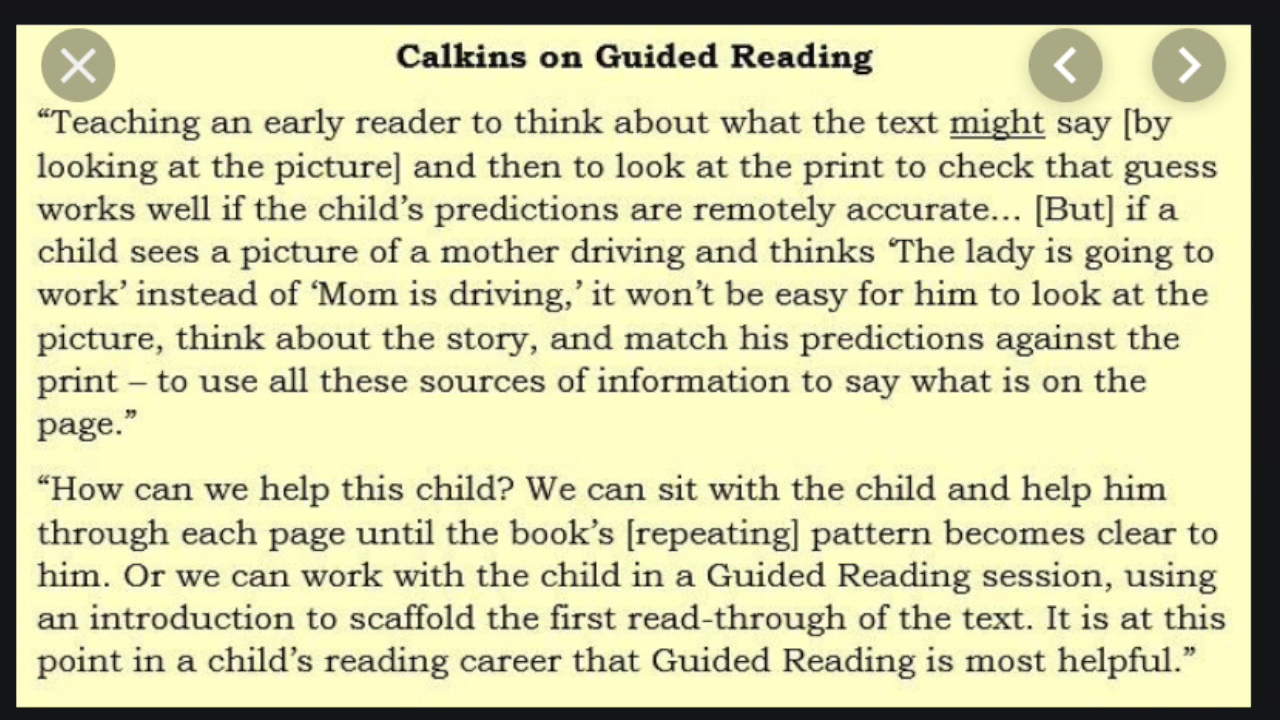 Calkins on Guided Reading
“Teaching an early reader to think about what the text might say [by
looking at the picture] and then to look at the print to check that guess
works well if the child’s predictions are remotely accurate... [But] if a
child sees a picture of a mother driving and thinks ‘The lady is going to
work’ instead of ‘Mom is driving,’ it won’t be easy for him to look at the
picture, think about the story, and match his predictions against the
print – to use all these sources of information to say what is on the
page.”
“How can we help this child? We can sit with the child and help him
through each page until the book’s [repeating] pattern becomes clear to
him. Or we can work with the child in a Guided Reading session, using
an introduction to scaffold the first read-through of the text. It is at this
point in a child’s reading career that Guided Reading is most helpful.”